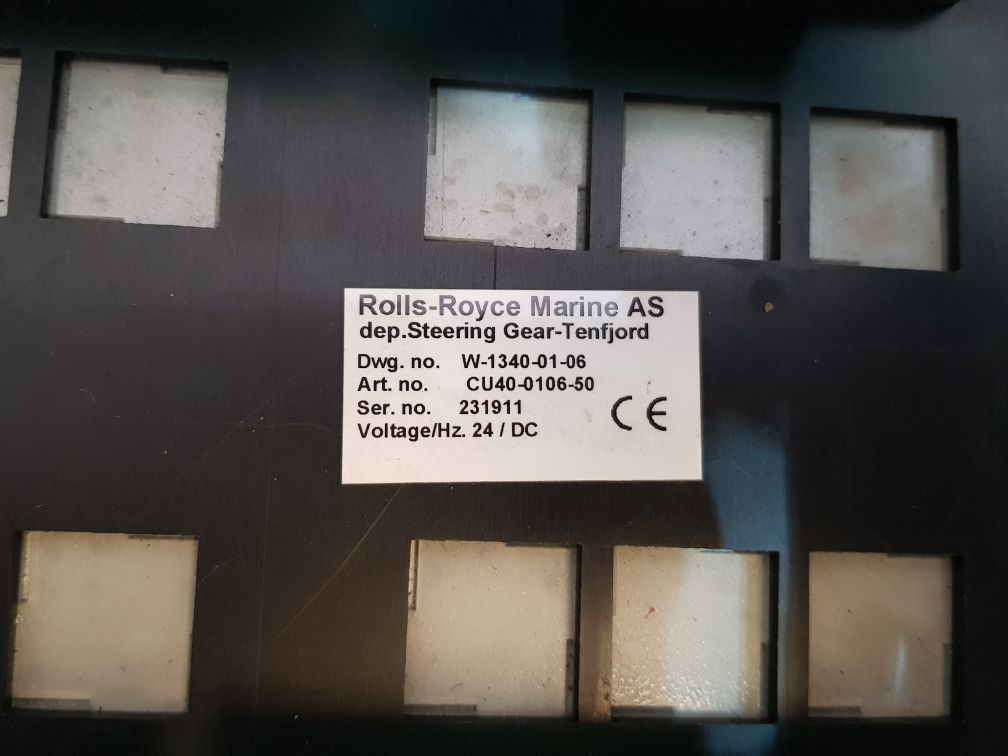 Rolls-Royce Marine AS
dep.Steering Gear-Tenfjord
Dwg. no. W-1340-01-06
Art. no. CU40-0106-50
Ser. no. 231911
Voltage/Hz. 24 / DC
CE